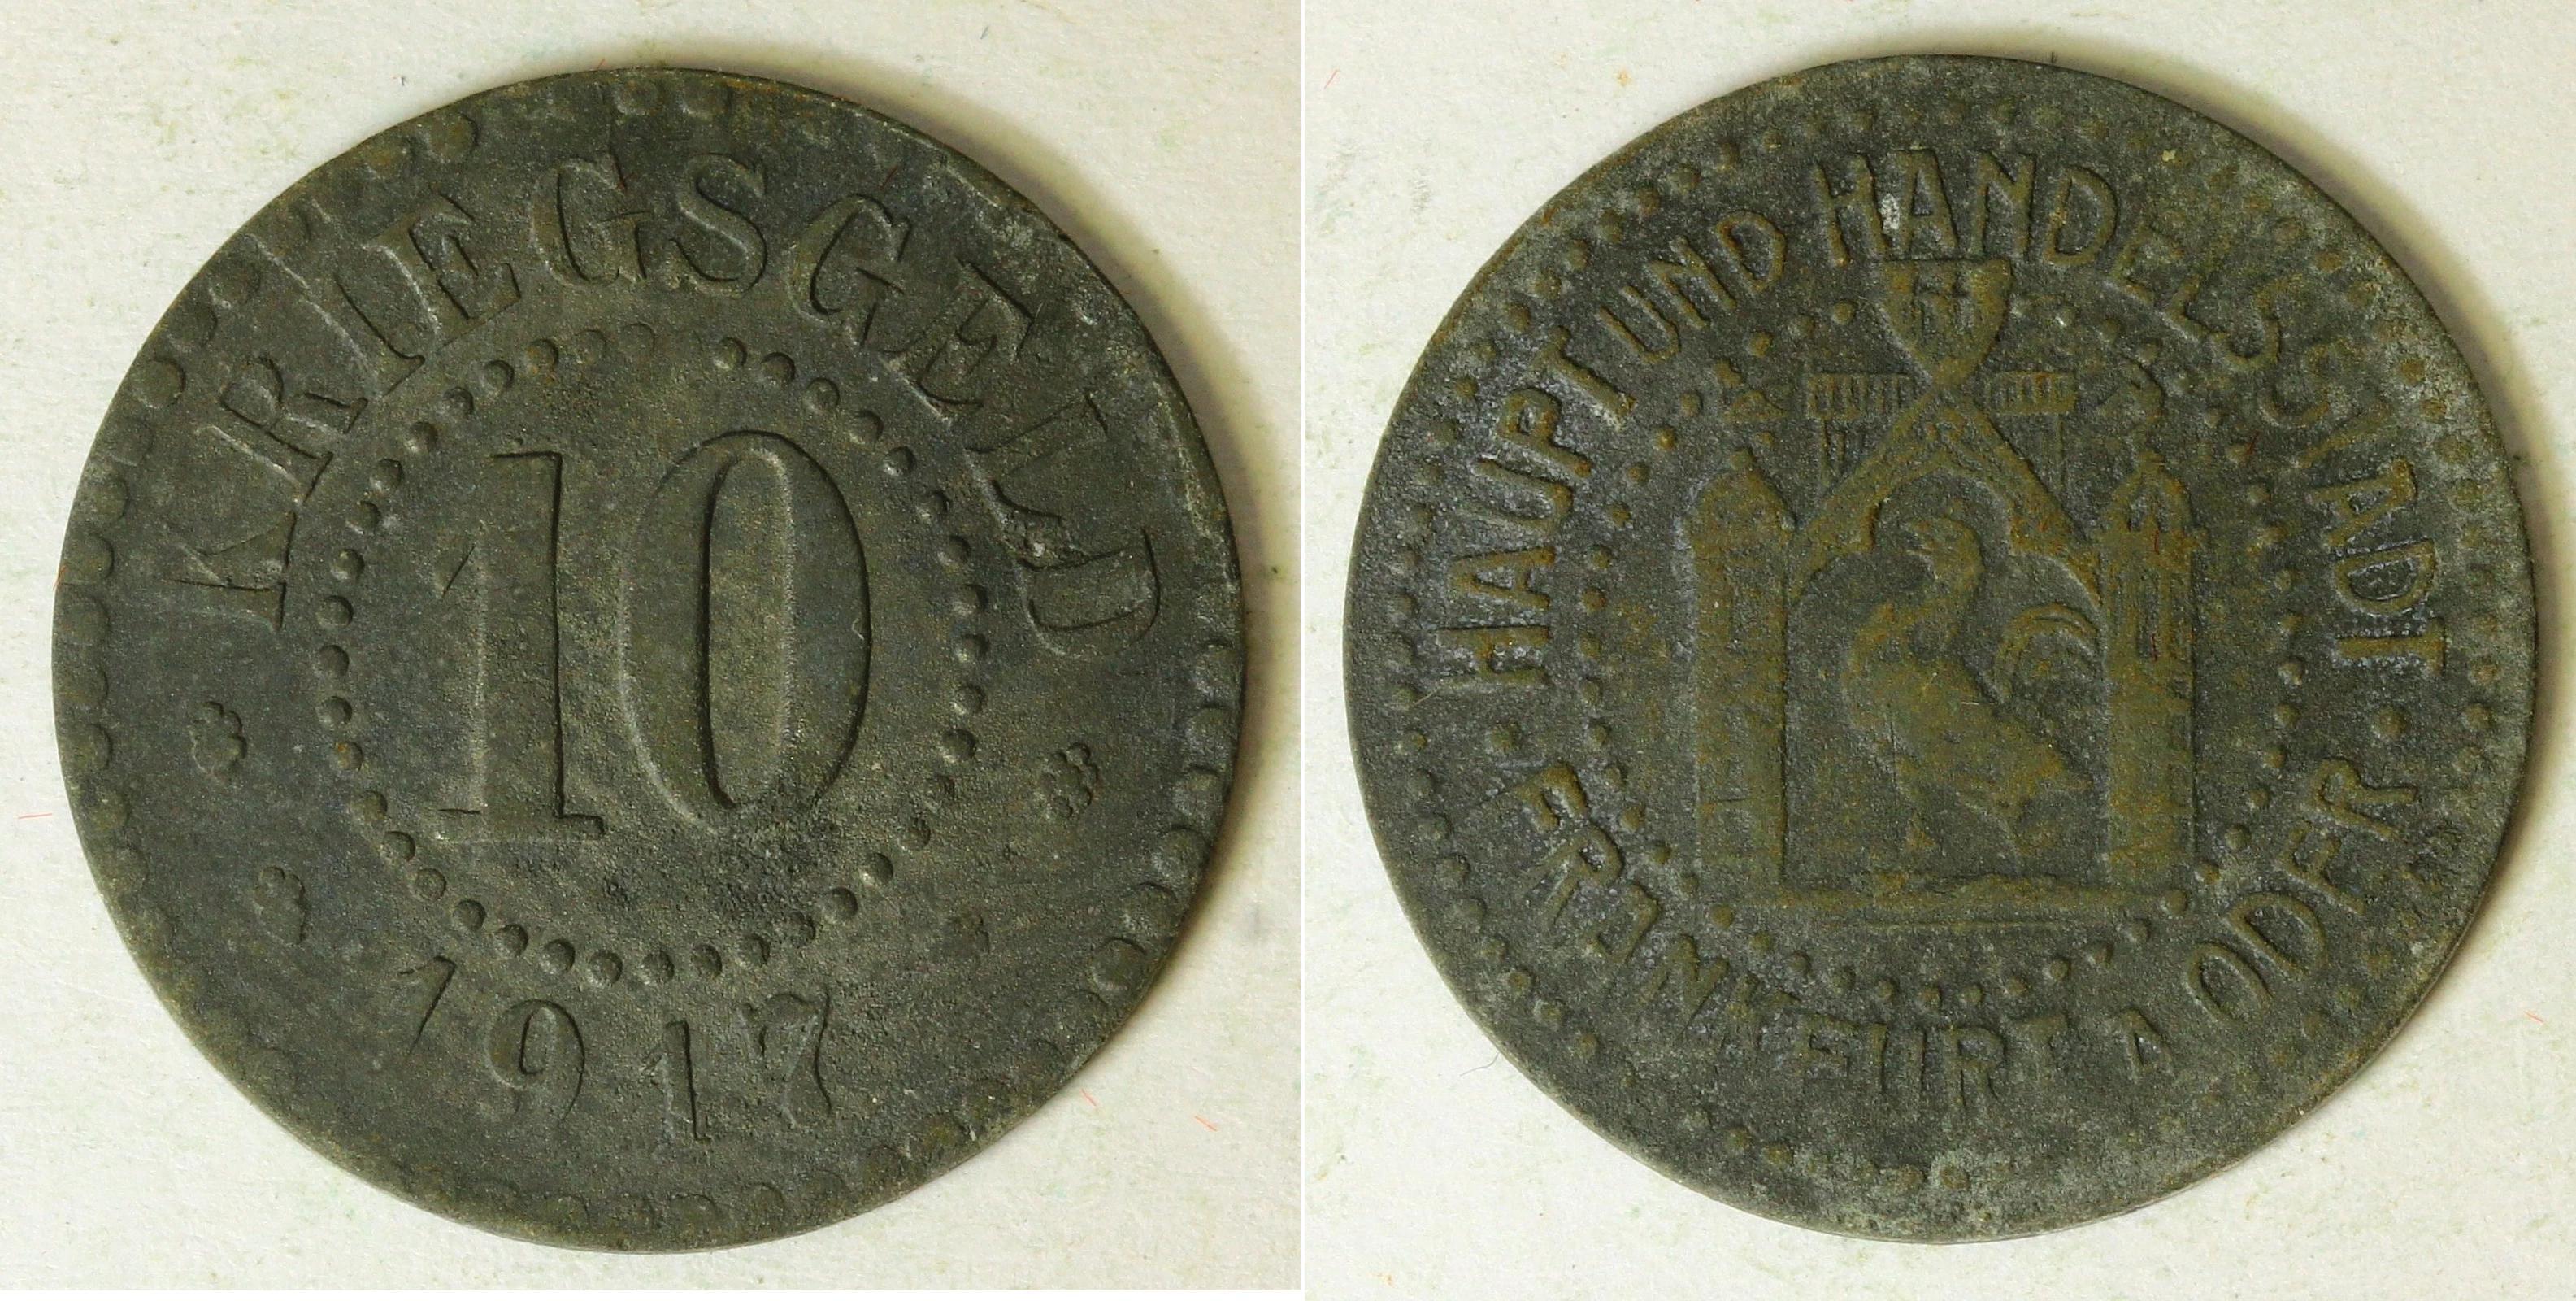 KRIEGSGELD
10
1917
HAUPT UND HANDELSSTADT
FRANKFURT A ODER